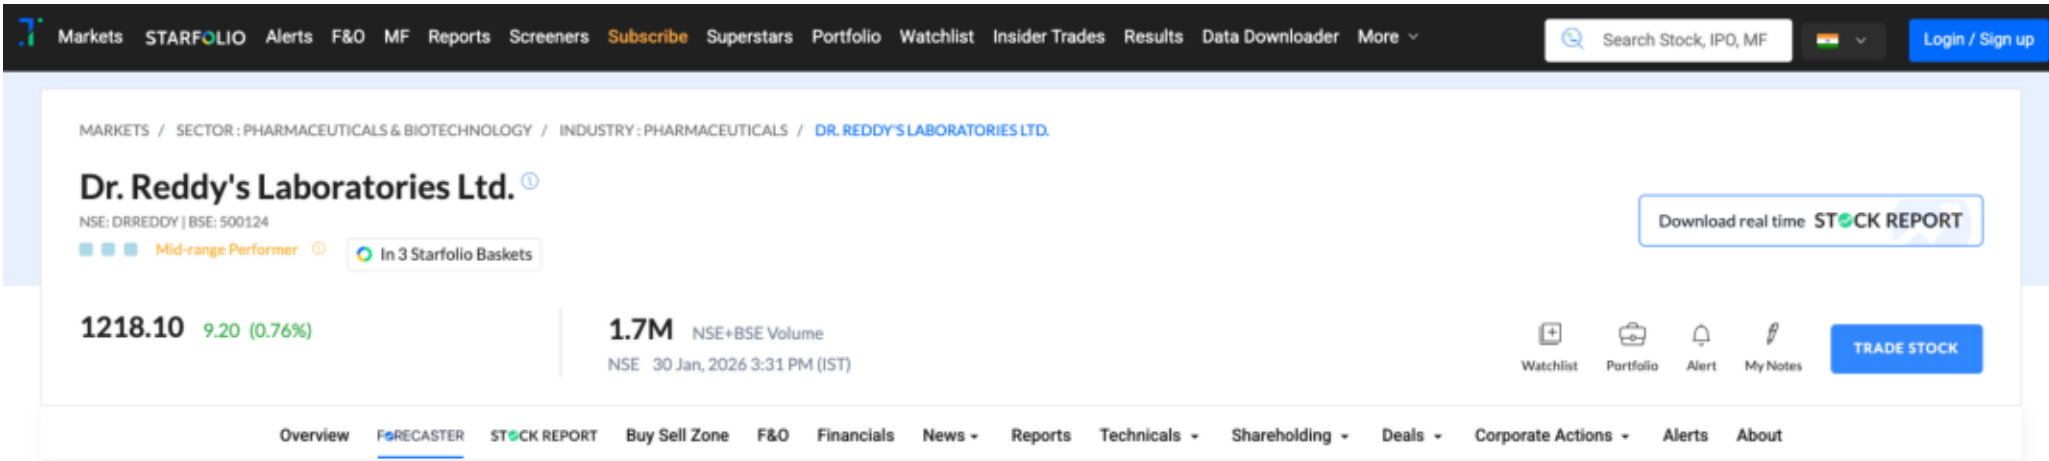 Markets STARFOLIO Alerts F&O MF Reports Screeners Subscribe Superstars Portfolio Watchlist Insider Trades Results Data Downloader More Search Stock, IPO, MF Login / Sign up
MARKETS / SECTOR : PHARMACEUTICALS & BIOTECHNOLOGY / INDUSTRY : PHARMACEUTICALS / DR. REDDY'S LABORATORIES LTD.
Dr. Reddy's Laboratories Ltd.
NSE: DRREDDY | BSE: 500124
Mid-range Performer In 3 Starfolio Baskets
Download real time STOCK REPORT
1218.10 9.20 (0.76%)
1.7M NSE+BSE Volume
NSE 30 Jan, 2026 3:31 PM (IST)
Watchlist Portfolio Alert My Notes TRADE STOCK
Overview FORECASTER STOCK REPORT Buy Sell Zone F&O Financials News Reports Technicals Shareholding Deals Corporate Actions Alerts About